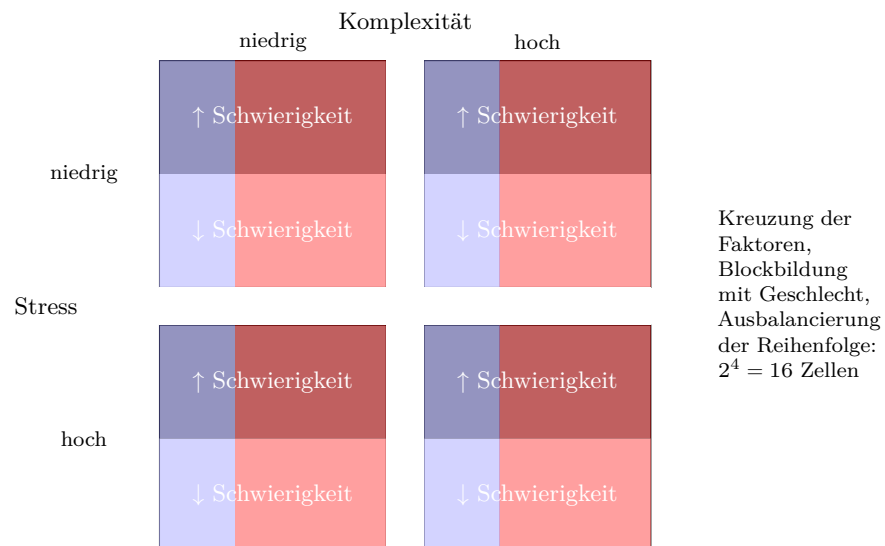 Komplexität
niedrig
hoch
↑ Schwierigkeit
↑ Schwierigkeit
niedrig
↓ Schwierigkeit
↓ Schwierigkeit
Stress
↑ Schwierigkeit
↑ Schwierigkeit
hoch
↓ Schwierigkeit
↓ Schwierigkeit
Kreuzung der
Faktoren,
Blockbildung
mit Geschlecht,
Ausbalancierung
der Reihenfolge:
2⁴ = 16 Zellen